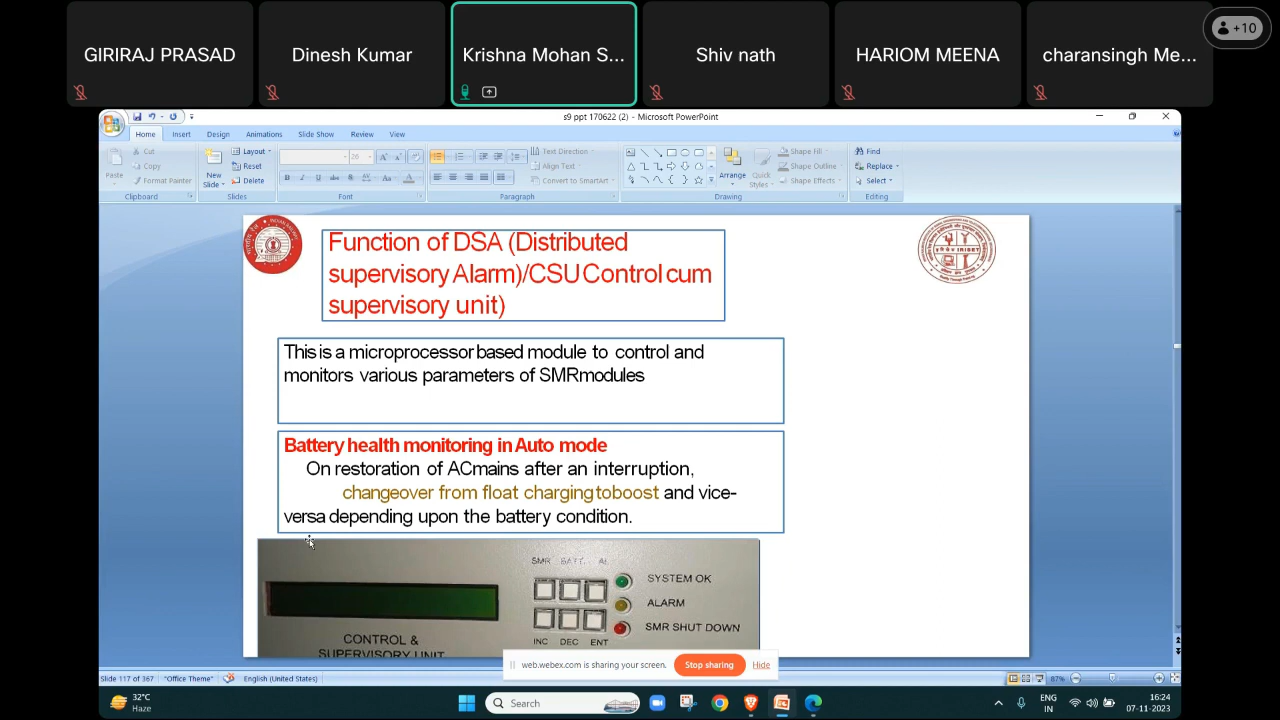 GIRIRAJ PRASAD
Dinesh Kumar
Krishna Mohan S...
Shiv nath
HARIOM MEENA
charansingh Me...
+10
s9 ppt 170622 (2) - Microsoft PowerPoint
Home Insert Design Animations Slide Show Review View
Paste
Cut
Copy
Format Painter
Clipboard
New Slide
Layout
Reset
Delete
Slides
26
Font
Text Direction
Align Text
Convert to SmartArt
Paragraph
Arrange
Quick Styles
Shape Fill
Shape Outline
Shape Effects
Drawing
Find
Replace
Select
Editing
Function of DSA (Distributed
supervisory Alarm)/CSU Control cum
supervisory unit)
This is a microprocessor based module to control and
monitors various parameters of SMR modules
Battery health monitoring in Auto mode
On restoration of AC mains after an interruption,
changeover from float charging to boost and vice-
versa depending upon the battery condition.
SMR BATT. AL
SYSTEM OK
ALARM
SMR SHUT DOWN
INC DEC ENT
CONTROL &
SUPERVISORY UNIT
web.webex.com is sharing your screen.
Stop sharing
Hide
Slide 117 of 367
"Office Theme"
English (United States)
87%
32°C
Haze
Search
ENG
IN
16:24
07-11-2023